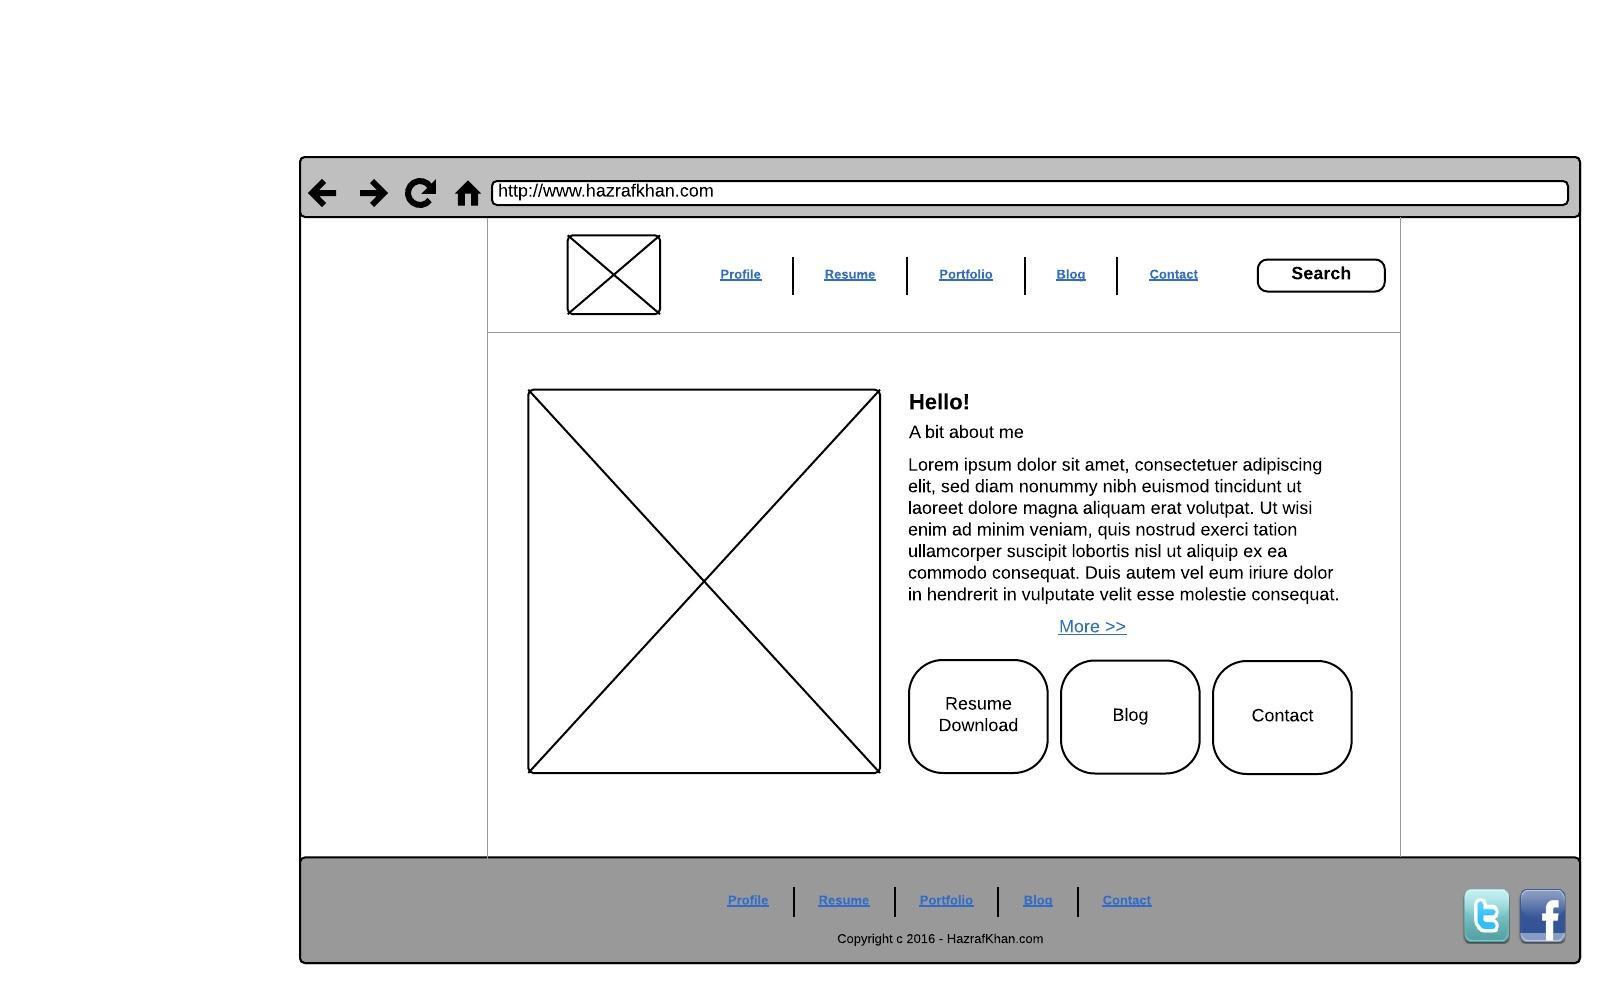 http://www.hazrafkhan.com
Profile Resume Portfolio Blog Contact Search
Hello!
A bit about me
Lorem ipsum dolor sit amet, consectetuer adipiscing
elit, sed diam nonummy nibh euismod tincidunt ut
laoreet dolore magna aliquam erat volutpat. Ut wisi
enim ad minim veniam, quis nostrud exerci tation
ullamcorper suscipit lobortis nisl ut aliquip ex ea
commodo consequat. Duis autem vel eum iriure dolor
in hendrerit in vulputate velit esse molestie consequat.
More >>
Resume
Download
Blog
Contact
Profile Resume Portfolio Blog Contact
Copyright c 2016 - HazrafKhan.com